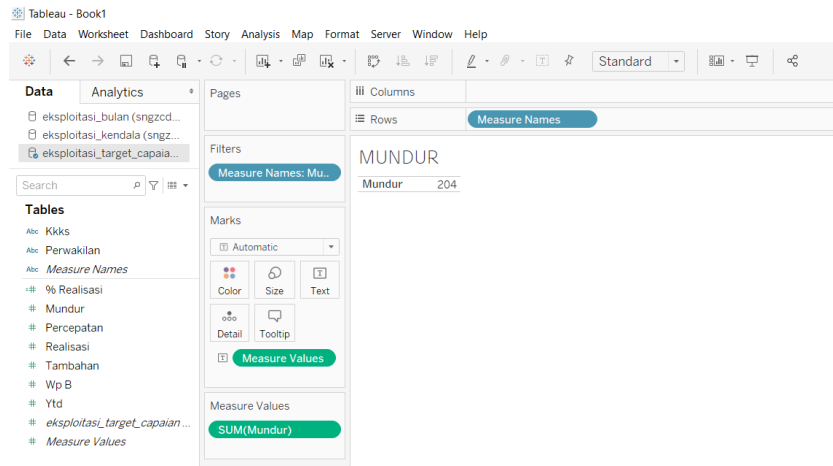 Tableau - Book1
File Data Worksheet Dashboard Story Analysis Map Format Server Window Help
Standard
Data Analytics
eksploitasi_bulan (sngzcd...
eksploitasi_kendala (sngz...
eksploitasi_target_capaia...
Search
Tables
Abc Kkks
Abc Perwakilan
Abc Measure Names
=# % Realisasi
# Mundur
# Percepatan
# Realisasi
# Tambahan
# Wp B
# Ytd
# eksploitasi_target_capaian ...
# Measure Values
Pages
Filters
Measure Names: Mu..
Marks
T Automatic
Color Size T Text
Detail Tooltip
T Measure Values
Measure Values
SUM(Mundur)
Columns
Rows Measure Names
MUNDUR
Mundur 204